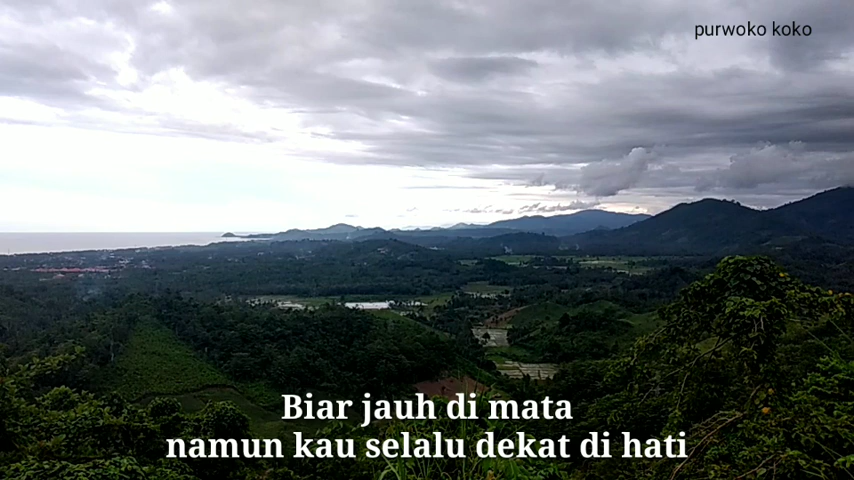 purwoko koko
Biar jauh di mata
namun kau selalu dekat di hati